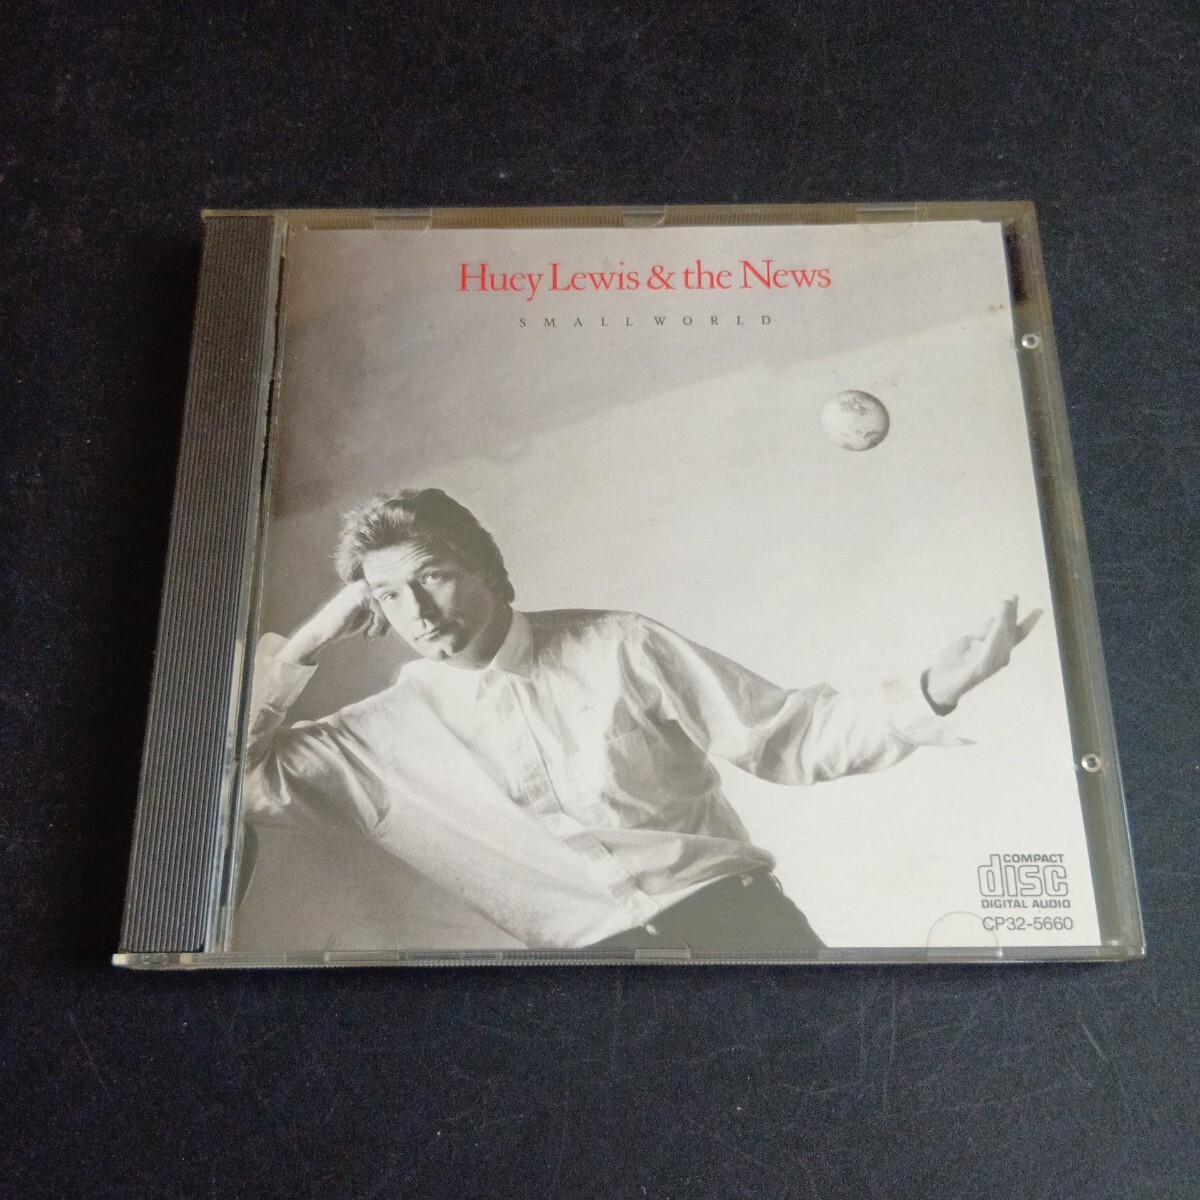 Huey Lewis & the News
SMALL WORLD
COMPACT
disc
DIGITAL AUDIO
CP32-5660